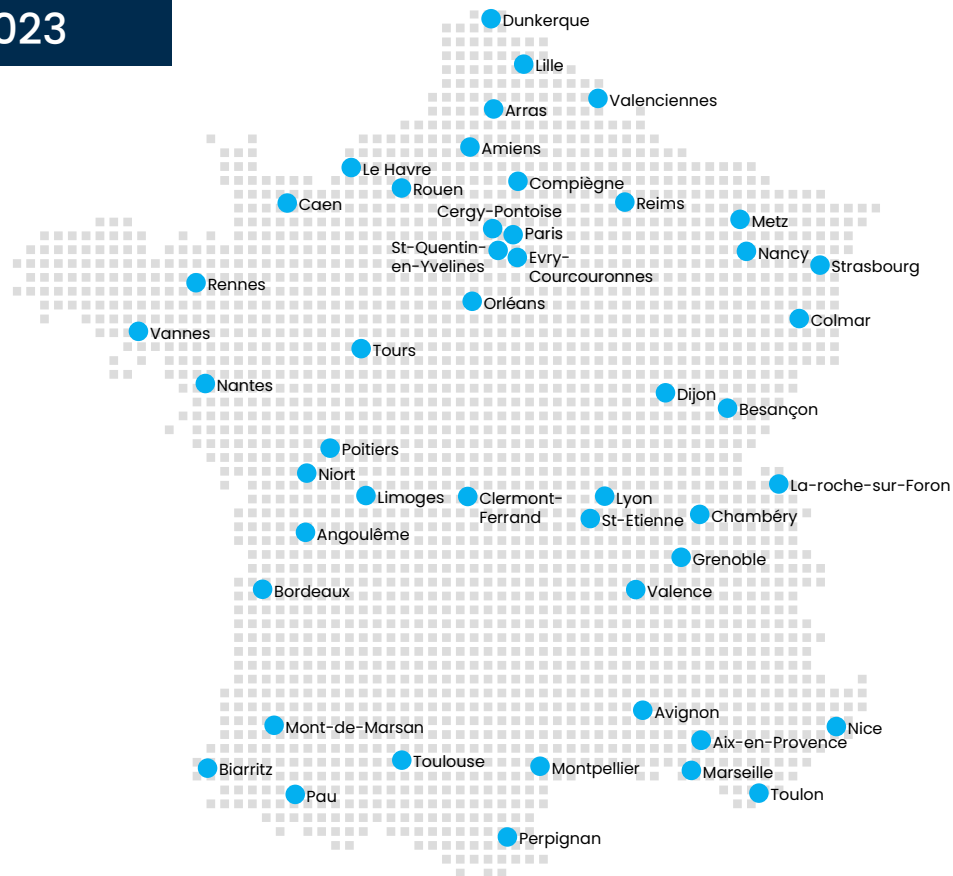 023
Dunkerque
Lille
Valenciennes
Arras
Amiens
Le Havre
Compiègne
Rouen
Caen
Reims
Cergy-Pontoise
Metz
Paris
St-Quentin-
en-Yvelines
Evry-
Courcouronnes
Nancy
Strasbourg
Rennes
Orléans
Colmar
Vannes
Tours
Nantes
Dijon
Besançon
Poitiers
Niort
La-roche-sur-Foron
Limoges
Clermont-
Ferrand
Lyon
St-Etienne
Chambéry
Angoulême
Grenoble
Bordeaux
Valence
Avignon
Mont-de-Marsan
Nice
Aix-en-Provence
Toulouse
Biarritz
Montpellier
Marseille
Pau
Toulon
Perpignan